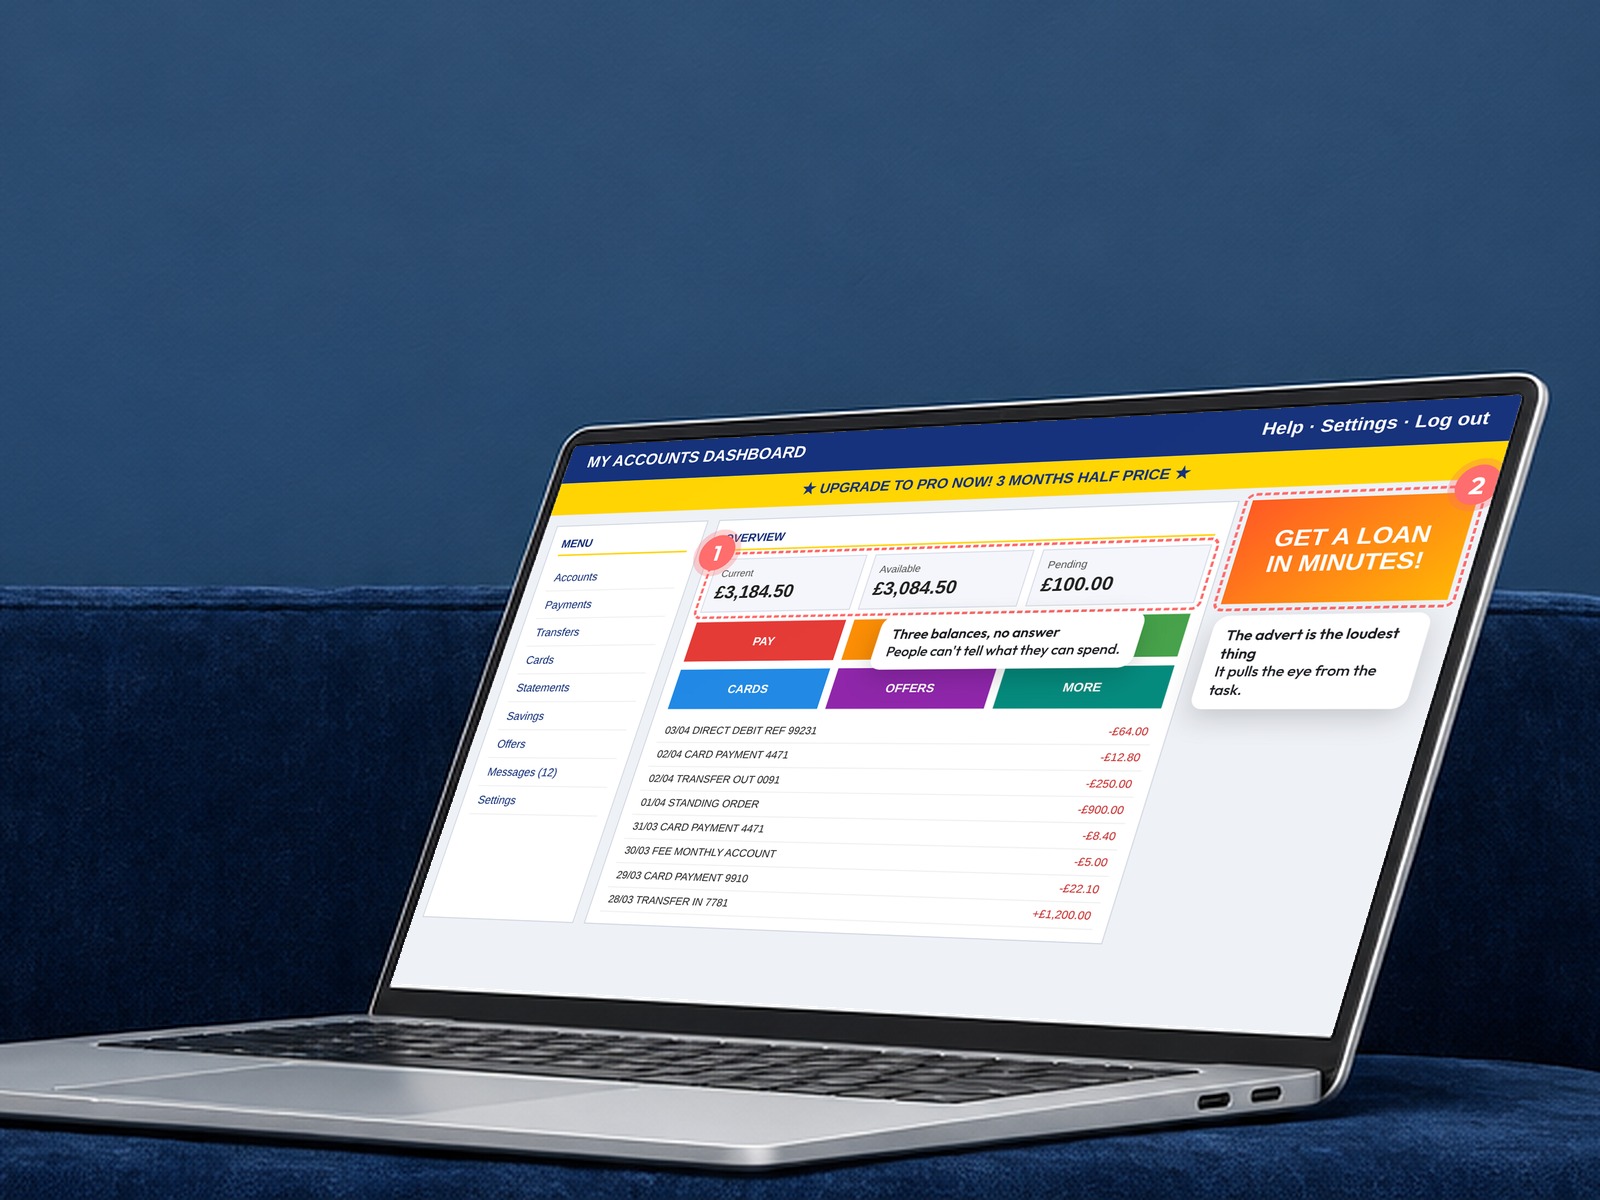 MY ACCOUNTS DASHBOARD
Help · Settings · Log out
★ UPGRADE TO PRO NOW! 3 MONTHS HALF PRICE ★
MENU
Accounts
Payments
Transfers
Cards
Statements
Savings
Offers
Messages (12)
Settings
OVERVIEW
1
Current
£3,184.50
Available
£3,084.50
Pending
£100.00
PAY
Three balances, no answer
People can't tell what they can spend.
CARDS
OFFERS
MORE
03/04 DIRECT DEBIT REF 99231 -£64.00
02/04 CARD PAYMENT 4471 -£12.80
02/04 TRANSFER OUT 0091 -£250.00
01/04 STANDING ORDER -£900.00
31/03 CARD PAYMENT 4471 -£8.40
30/03 FEE MONTHLY ACCOUNT -£5.00
29/03 CARD PAYMENT 9910 -£22.10
28/03 TRANSFER IN 7781 +£1,200.00
2
GET A LOAN
IN MINUTES!
The advert is the loudest
thing
It pulls the eye from the
task.